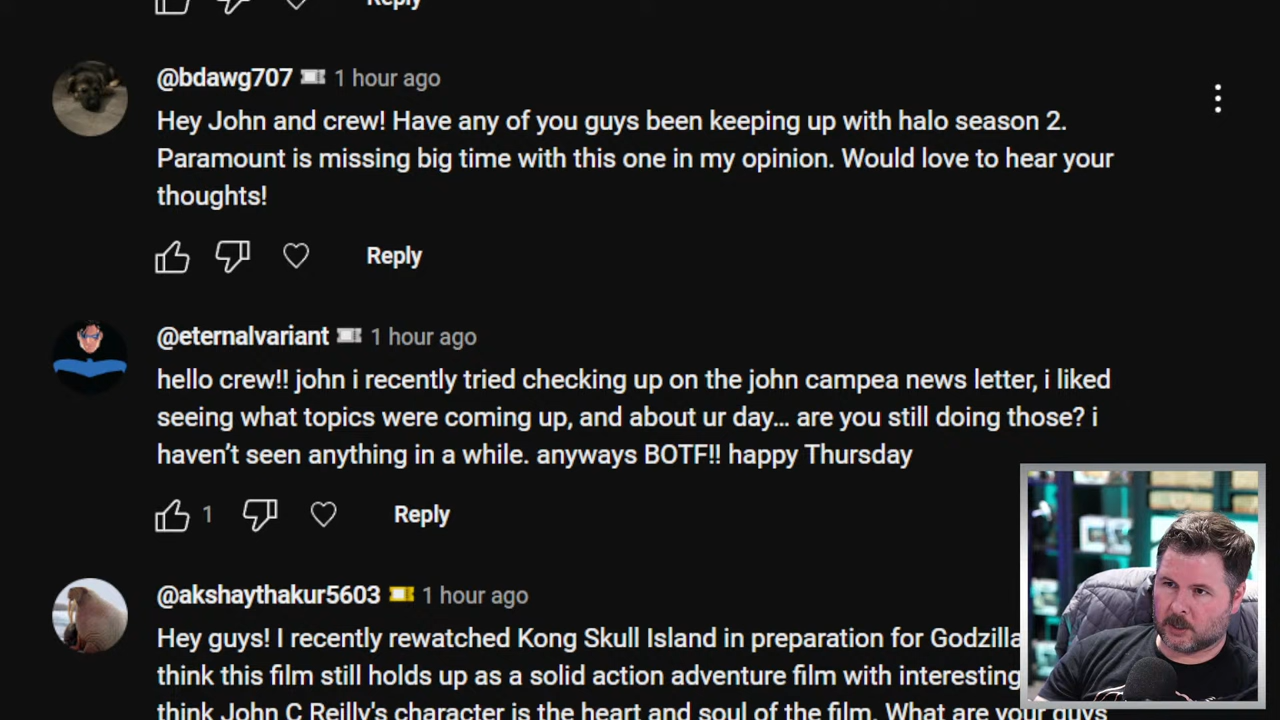 Reply
@bdawg707 1 hour ago
Hey John and crew! Have any of you guys been keeping up with halo season 2.
Paramount is missing big time with this one in my opinion. Would love to hear your
thoughts!
Reply
@eternalvariant 1 hour ago
hello crew!! john i recently tried checking up on the john campea news letter, i liked
seeing what topics were coming up, and about ur day… are you still doing those? i
haven’t seen anything in a while. anyways BOTF!! happy Thursday
1 Reply
@akshaythakur5603 1 hour ago
Hey guys! I recently rewatched Kong Skull Island in preparation for Godzilla
think this film still holds up as a solid action adventure film with interesting
think John C Reilly's character is the heart and soul of the film. What are your guys